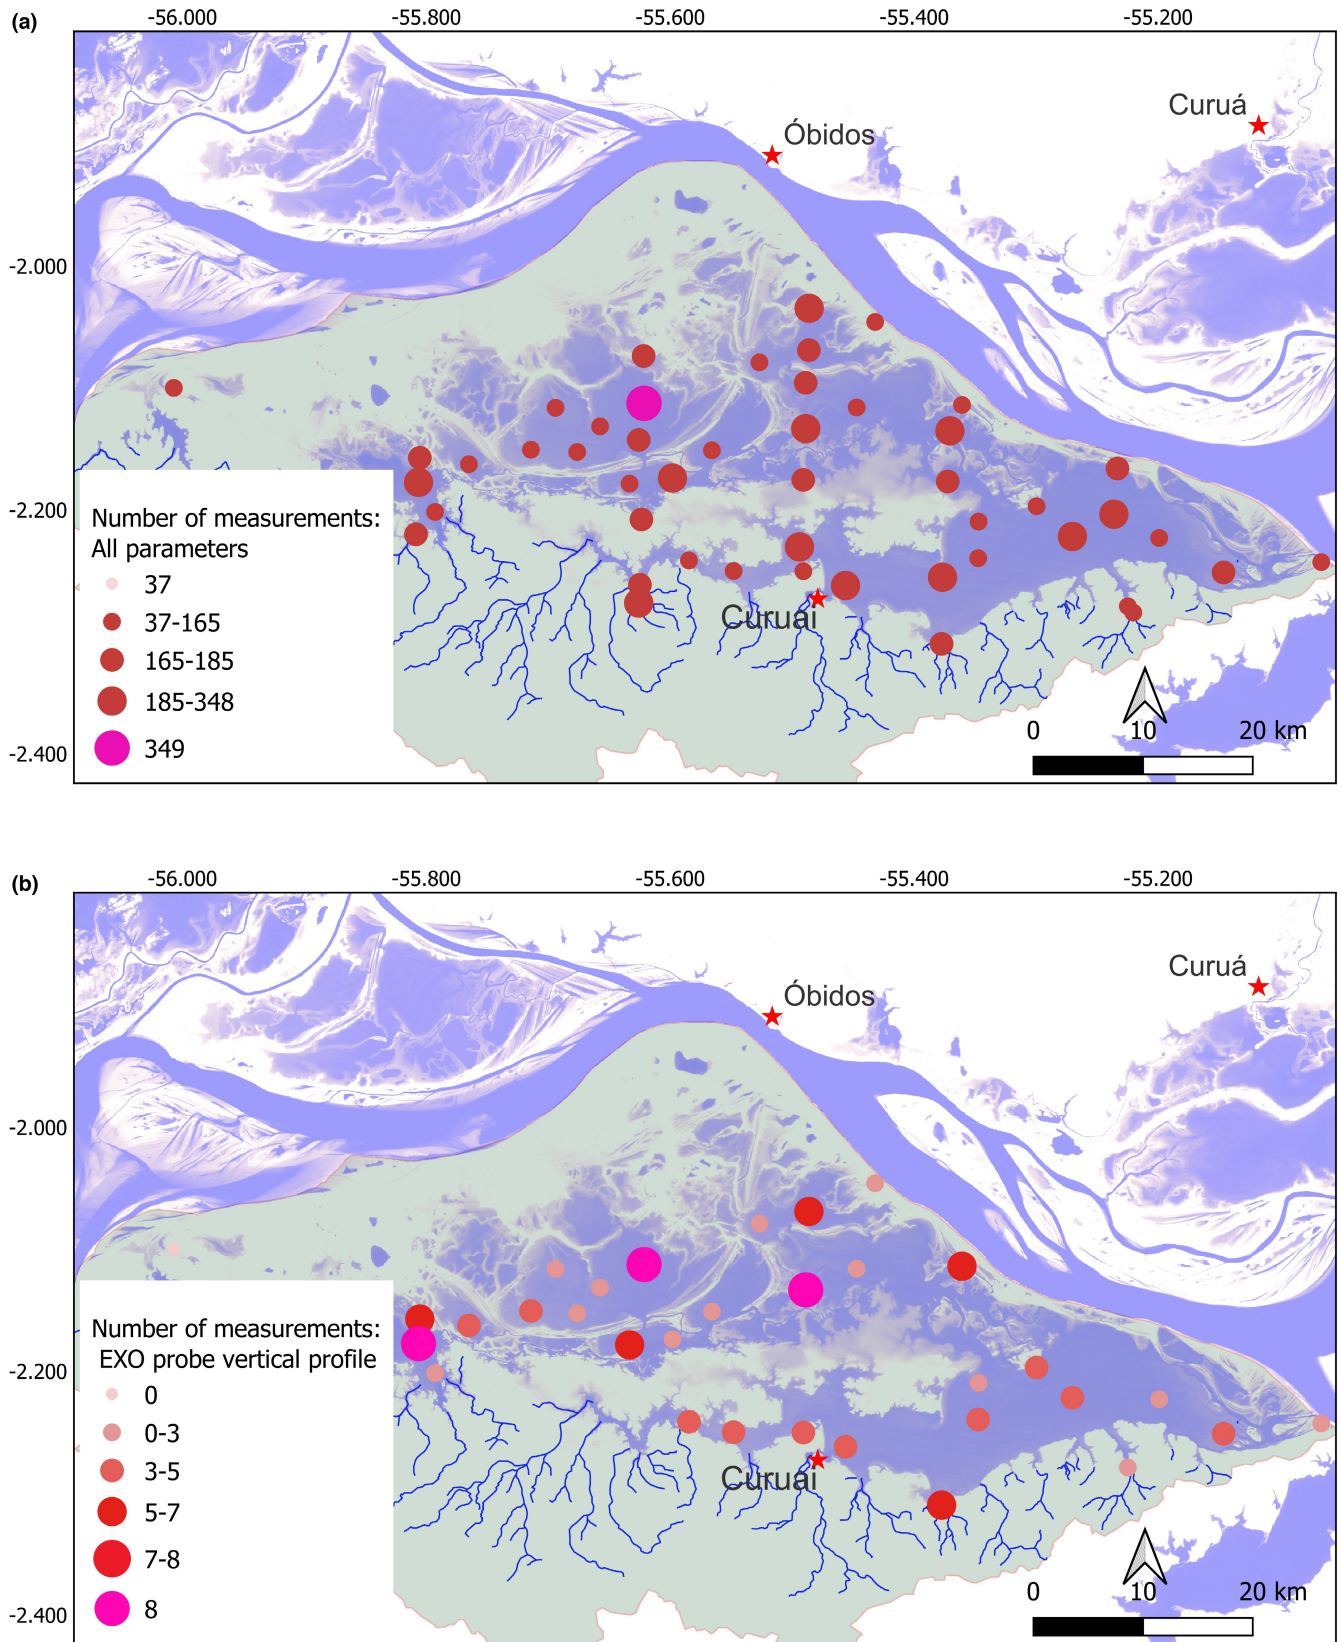 (a)
-56.000 -55.800 -55.600 -55.400 -55.200
Curuá
Óbidos
-2.000
-2.200
Number of measurements:
All parameters
37
37-165
165-185
185-348
349
Curuai
0 10 20 km
-2.400
(b)
-56.000 -55.800 -55.600 -55.400 -55.200
Curuá
Óbidos
-2.000
-2.200
Number of measurements:
EXO probe vertical profile
0
0-3
3-5
5-7
7-8
8
Curuai
0 10 20 km
-2.400